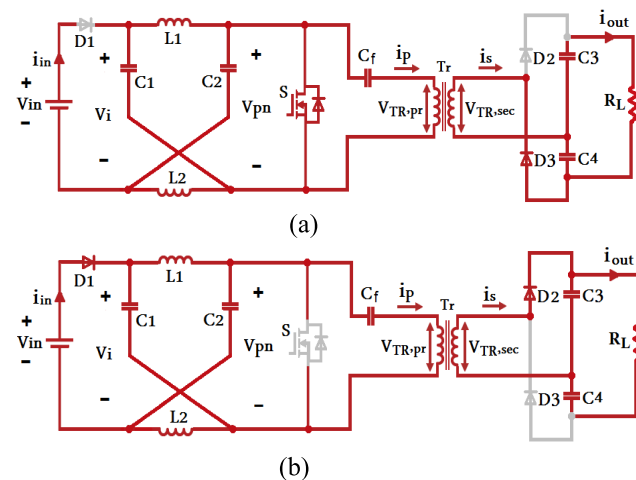 D1
L1
iin
C1
C2
Vin
Vi
Vpn
S
L2
Cf
ip
Tr
is
VTR,pr
VTR,sec
D2
C3
iout
RL
D3
C4
+
−
+
−
+
−
(a)
D1
L1
iin
C1
C2
Vin
Vi
Vpn
S
L2
Cf
ip
Tr
is
VTR,pr
VTR,sec
D2
C3
iout
RL
D3
C4
+
−
+
−
+
−
(b)